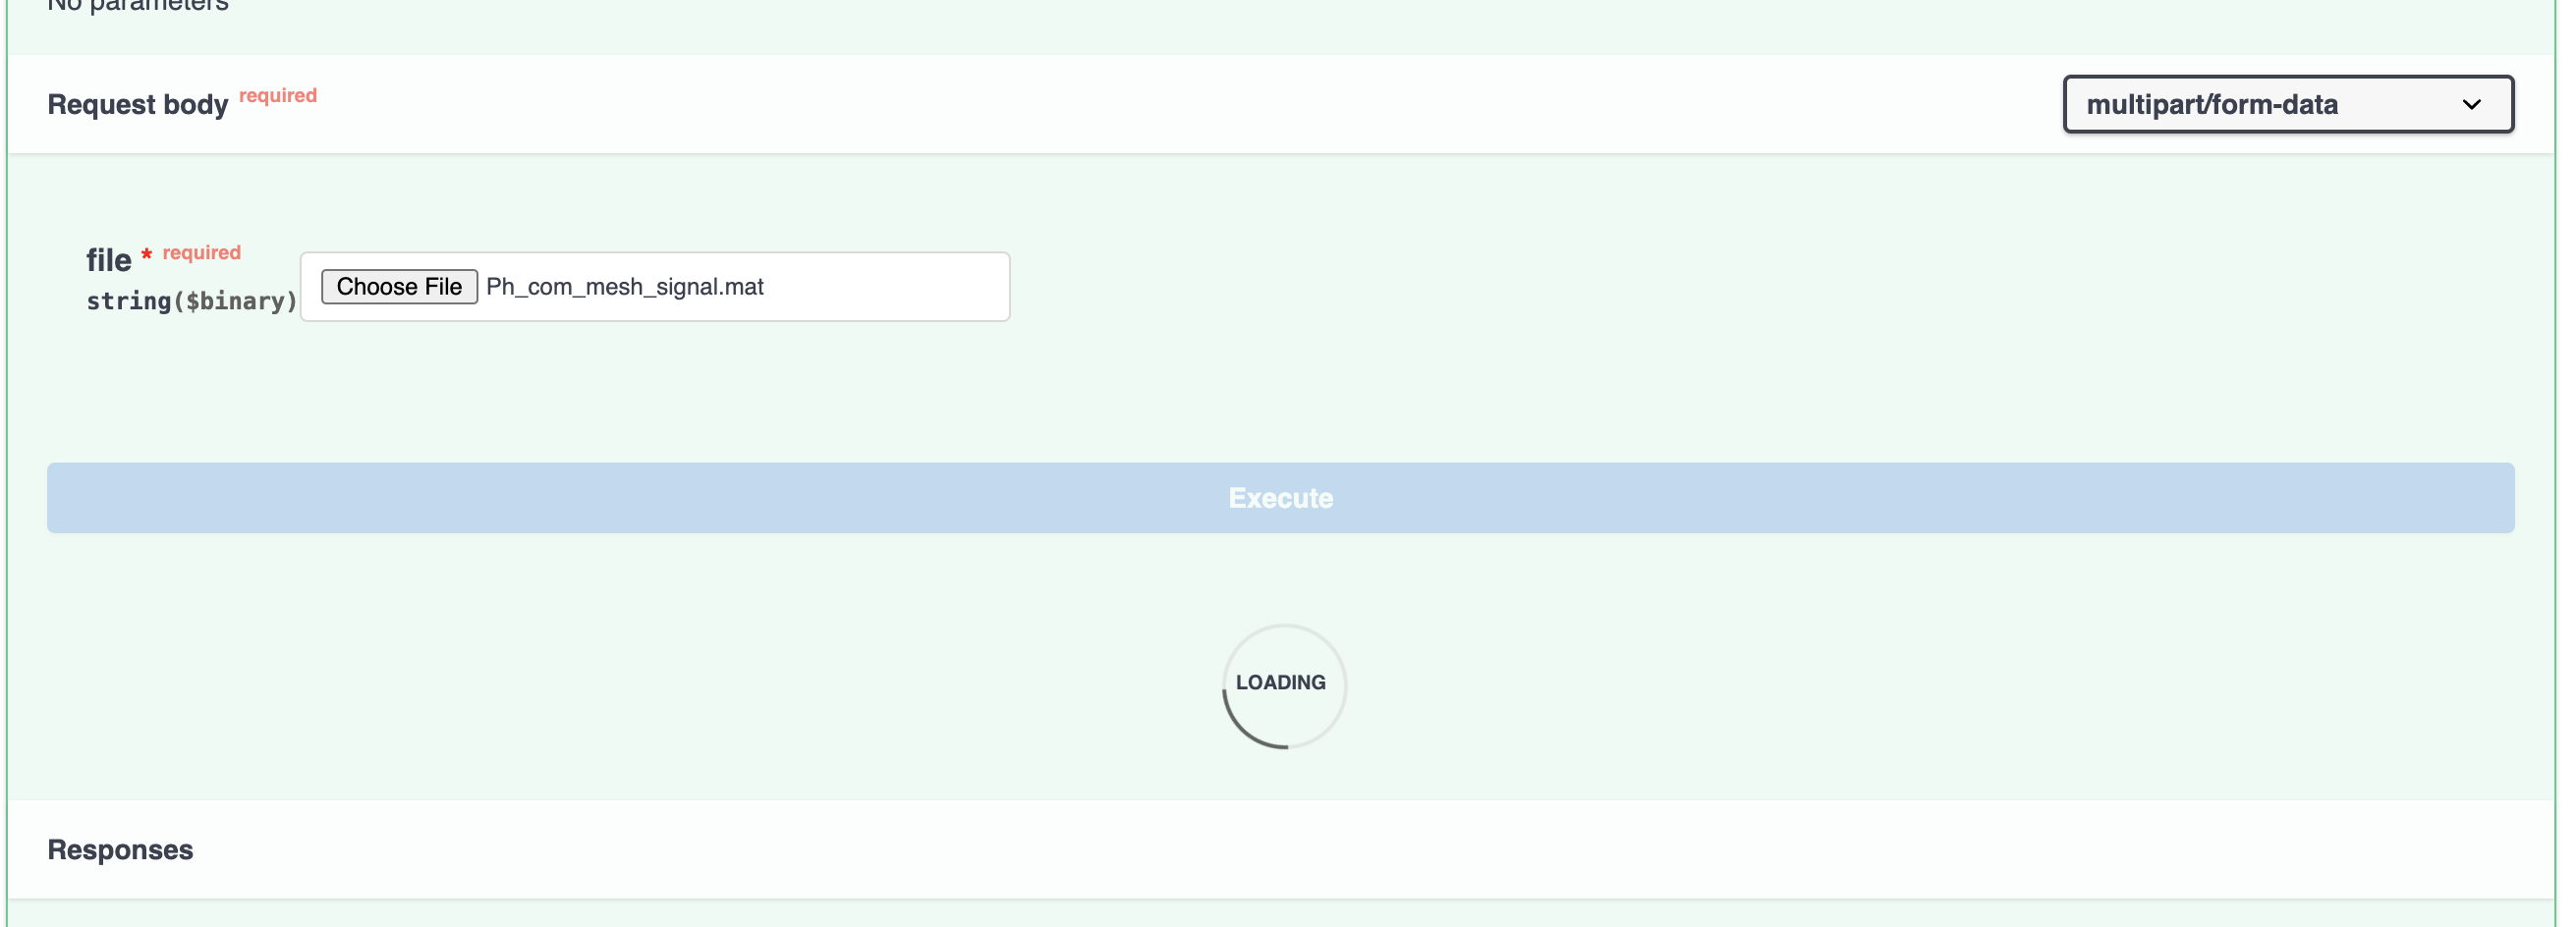 No parameters
Request body required
multipart/form-data
file * required
string($binary)
Choose File Ph_com_mesh_signal.mat
Execute
LOADING
Responses